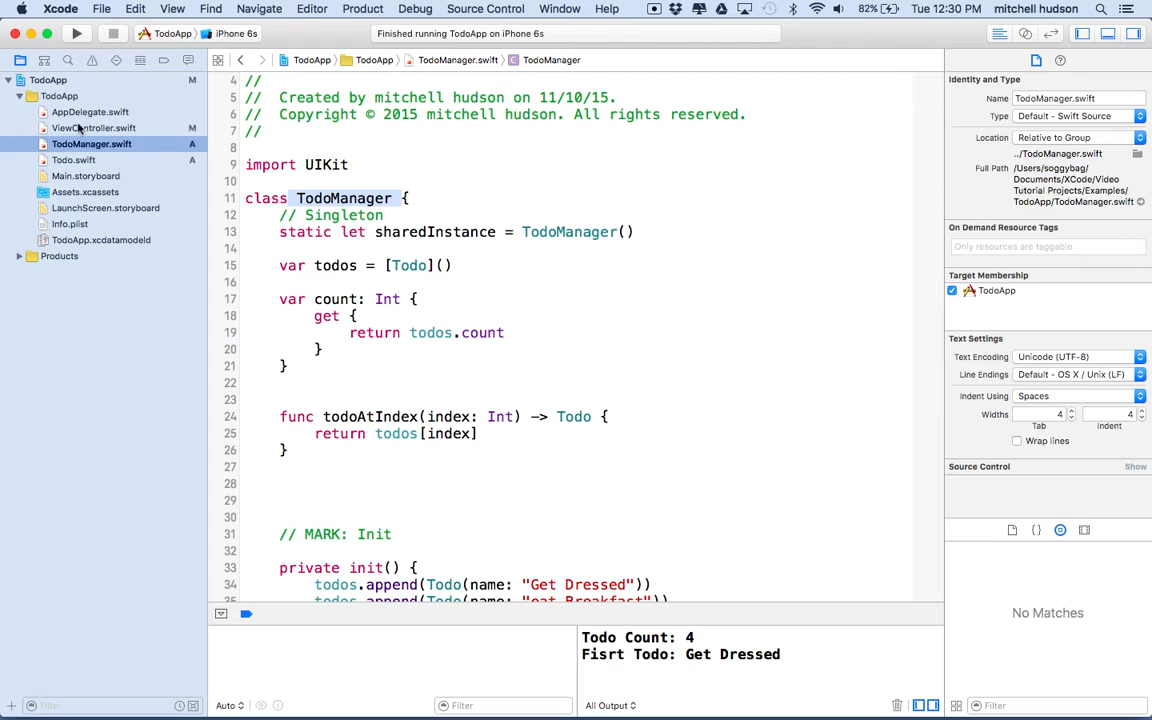 Xcode File Edit View Find Navigate Editor Product Debug Source Control Window Help 82% Tue 12:30 PM mitchell hudson
TodoApp iPhone 6s Finished running TodoApp on iPhone 6s
TodoApp TodoApp TodoManager.swift TodoManager
TodoApp M
TodoApp
AppDelegate.swift
ViewController.swift M
TodoManager.swift A
Todo.swift A
Main.storyboard
Assets.xcassets
LaunchScreen.storyboard
Info.plist
TodoApp.xcdatamodeld
Products
Filter
4 //
5 // Created by mitchell hudson on 11/10/15.
6 // Copyright © 2015 mitchell hudson. All rights reserved.
7 //
8
9 import UIKit
10
11 class TodoManager {
12 // Singleton
13 static let sharedInstance = TodoManager()
14
15 var todos = [Todo]()
16
17 var count: Int {
18 get {
19 return todos.count
20 }
21 }
22
23
24 func todoAtIndex(index: Int) -> Todo {
25 return todos[index]
26 }
27
28
29
30
31 // MARK: Init
32
33 private init() {
34 todos.append(Todo(name: "Get Dressed"))
35 todos.append(Todo(name: "eat Breakfast"))
Todo Count: 4
Fisrt Todo: Get Dressed
Auto Filter All Output
Identity and Type
Name TodoManager.swift
Type Default - Swift Source
Location Relative to Group
../TodoManager.swift
Full Path /Users/soggybag/
Documents/XCode/Video
Tutorial Projects/Examples/
TodoApp/TodoManager.swift
On Demand Resource Tags
Only resources are taggable
Target Membership
TodoApp
Text Settings
Text Encoding Unicode (UTF-8)
Line Endings Default - OS X / Unix (LF)
Indent Using Spaces
Widths 4 4
Tab Indent
Wrap lines
Source Control Show
{ }
No Matches
Filter